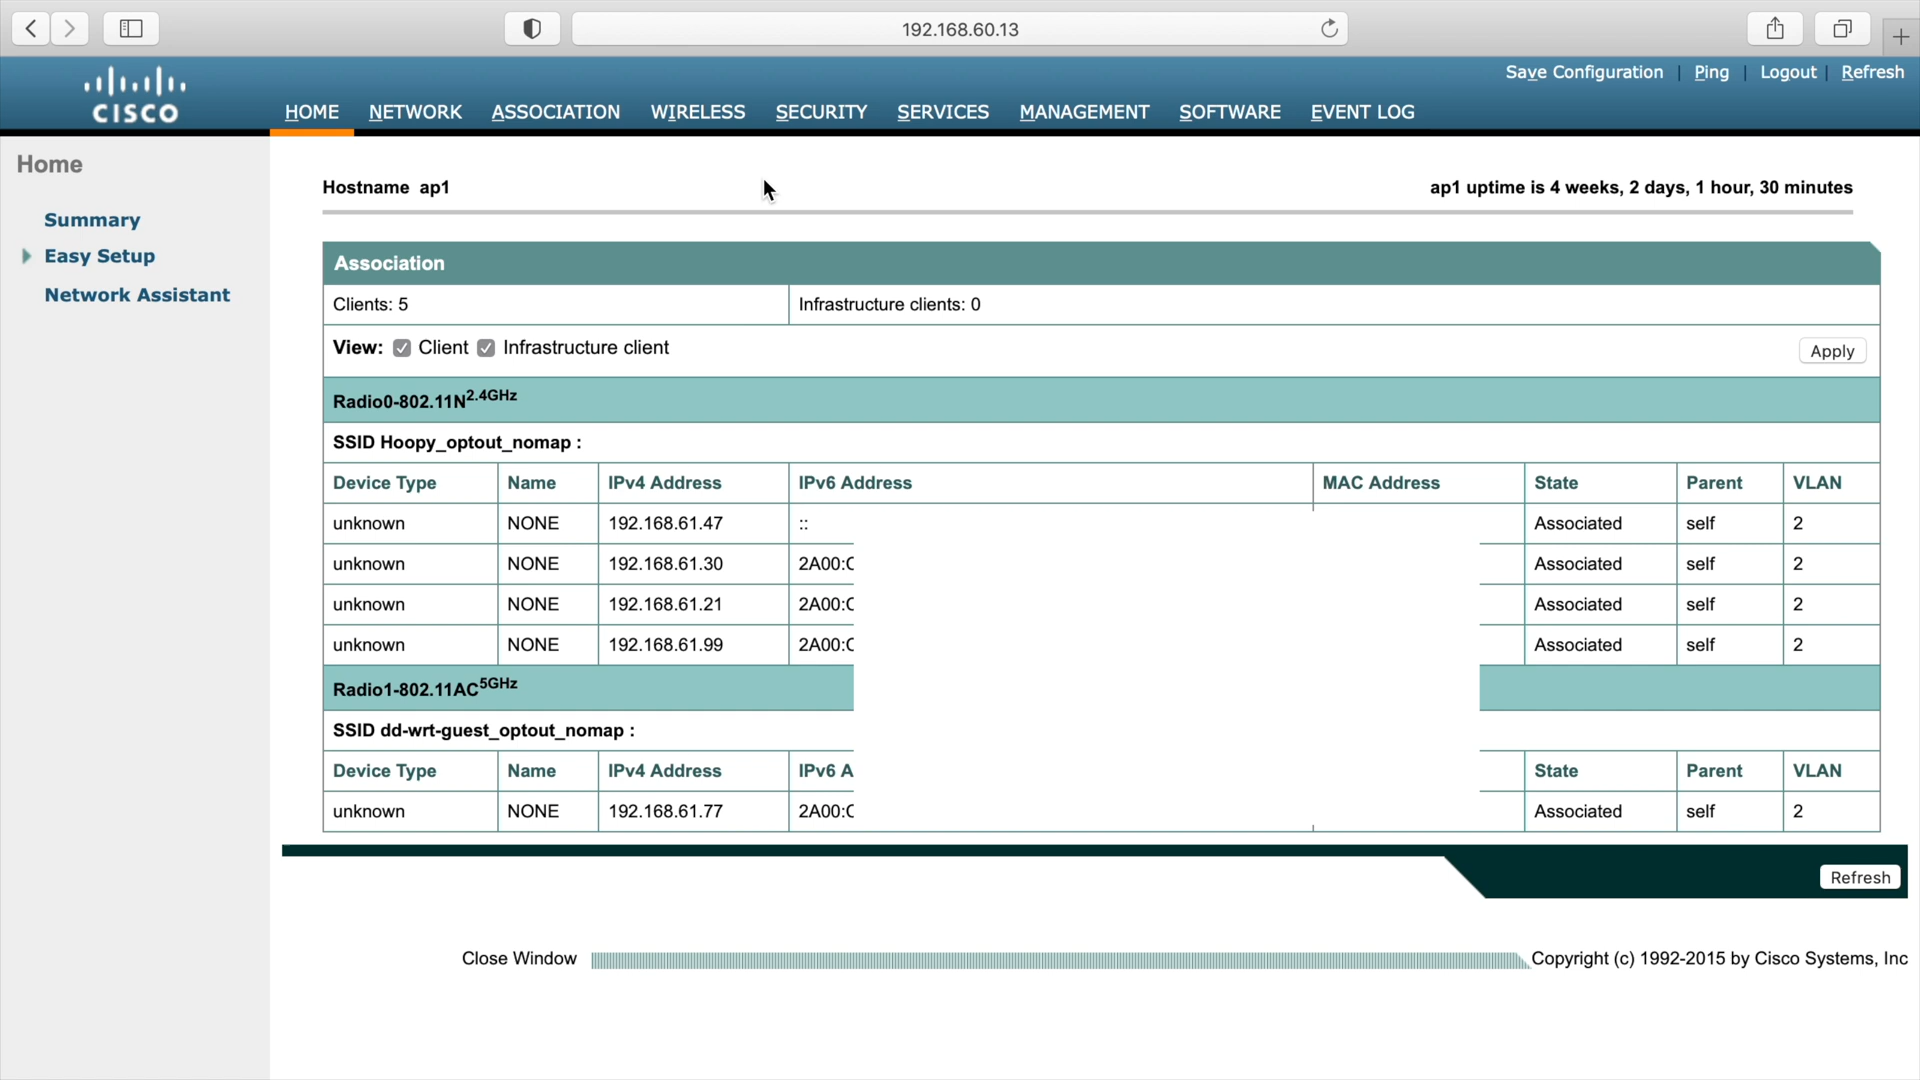 192.168.60.13
Save Configuration | Ping | Logout | Refresh
CISCO
HOME NETWORK ASSOCIATION WIRELESS SECURITY SERVICES MANAGEMENT SOFTWARE EVENT LOG
Home
Summary
Easy Setup
Network Assistant
Hostname ap1
ap1 uptime is 4 weeks, 2 days, 1 hour, 30 minutes
Association
Clients: 5 Infrastructure clients: 0
View: Client Infrastructure client Apply
Radio0-802.11N2.4GHz
SSID Hoopy_optout_nomap :
Device Type Name IPv4 Address IPv6 Address MAC Address State Parent VLAN
unknown NONE 192.168.61.47 :: Associated self 2
unknown NONE 192.168.61.30 2A00: Associated self 2
unknown NONE 192.168.61.21 2A00: Associated self 2
unknown NONE 192.168.61.99 2A00: Associated self 2
Radio1-802.11AC5GHz
SSID dd-wrt-guest_optout_nomap :
Device Type Name IPv4 Address IPv6 A State Parent VLAN
unknown NONE 192.168.61.77 2A00: Associated self 2
Refresh
Close Window
Copyright (c) 1992-2015 by Cisco Systems, Inc